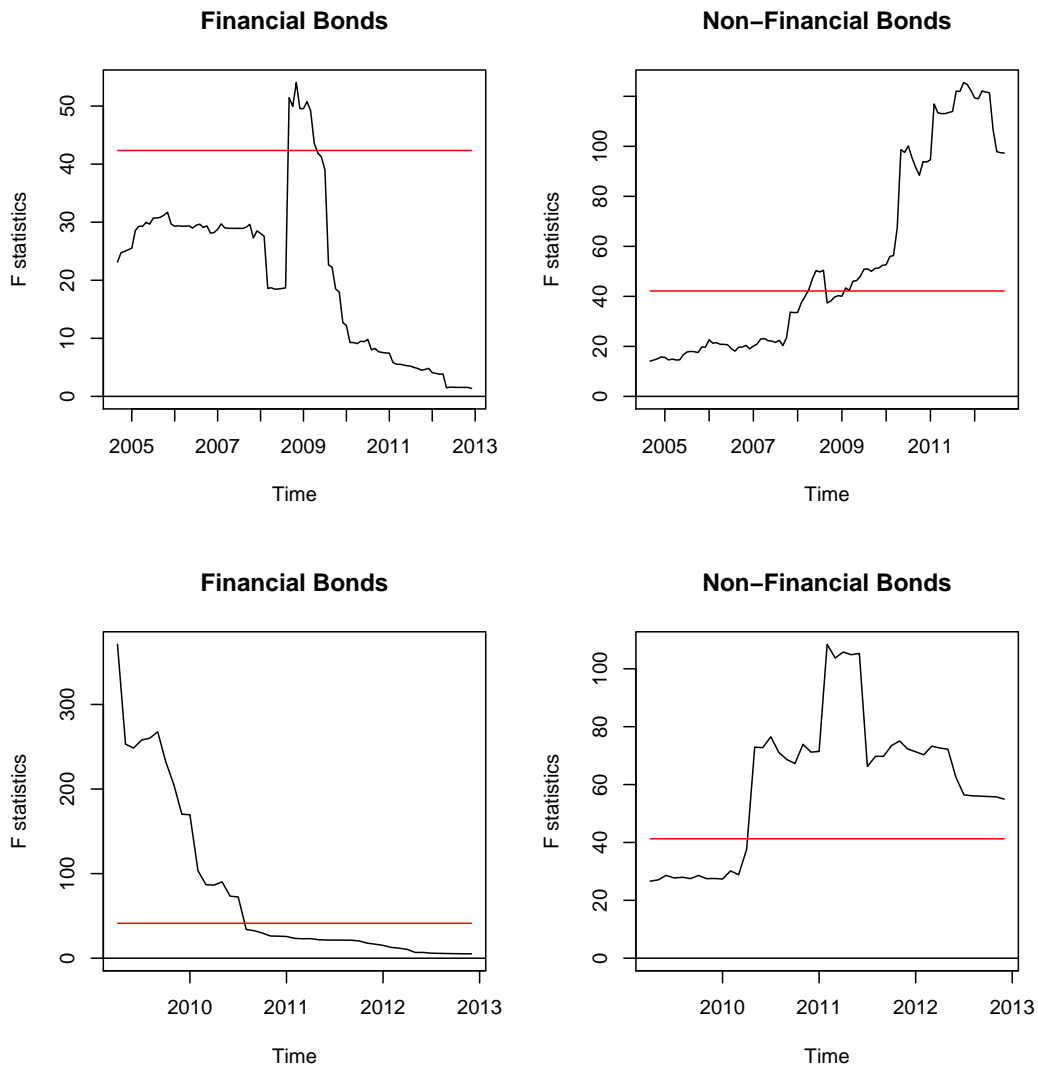 Financial Bonds
F statistics
50
40
30
20
10
0
2005 2007 2009 2011 2013
Time
Non−Financial Bonds
F statistics
100
80
60
40
20
0
2005 2007 2009 2011
Time
Financial Bonds
F statistics
300
200
100
0
2010 2011 2012 2013
Time
Non−Financial Bonds
F statistics
100
80
60
40
20
0
2010 2011 2012 2013
Time